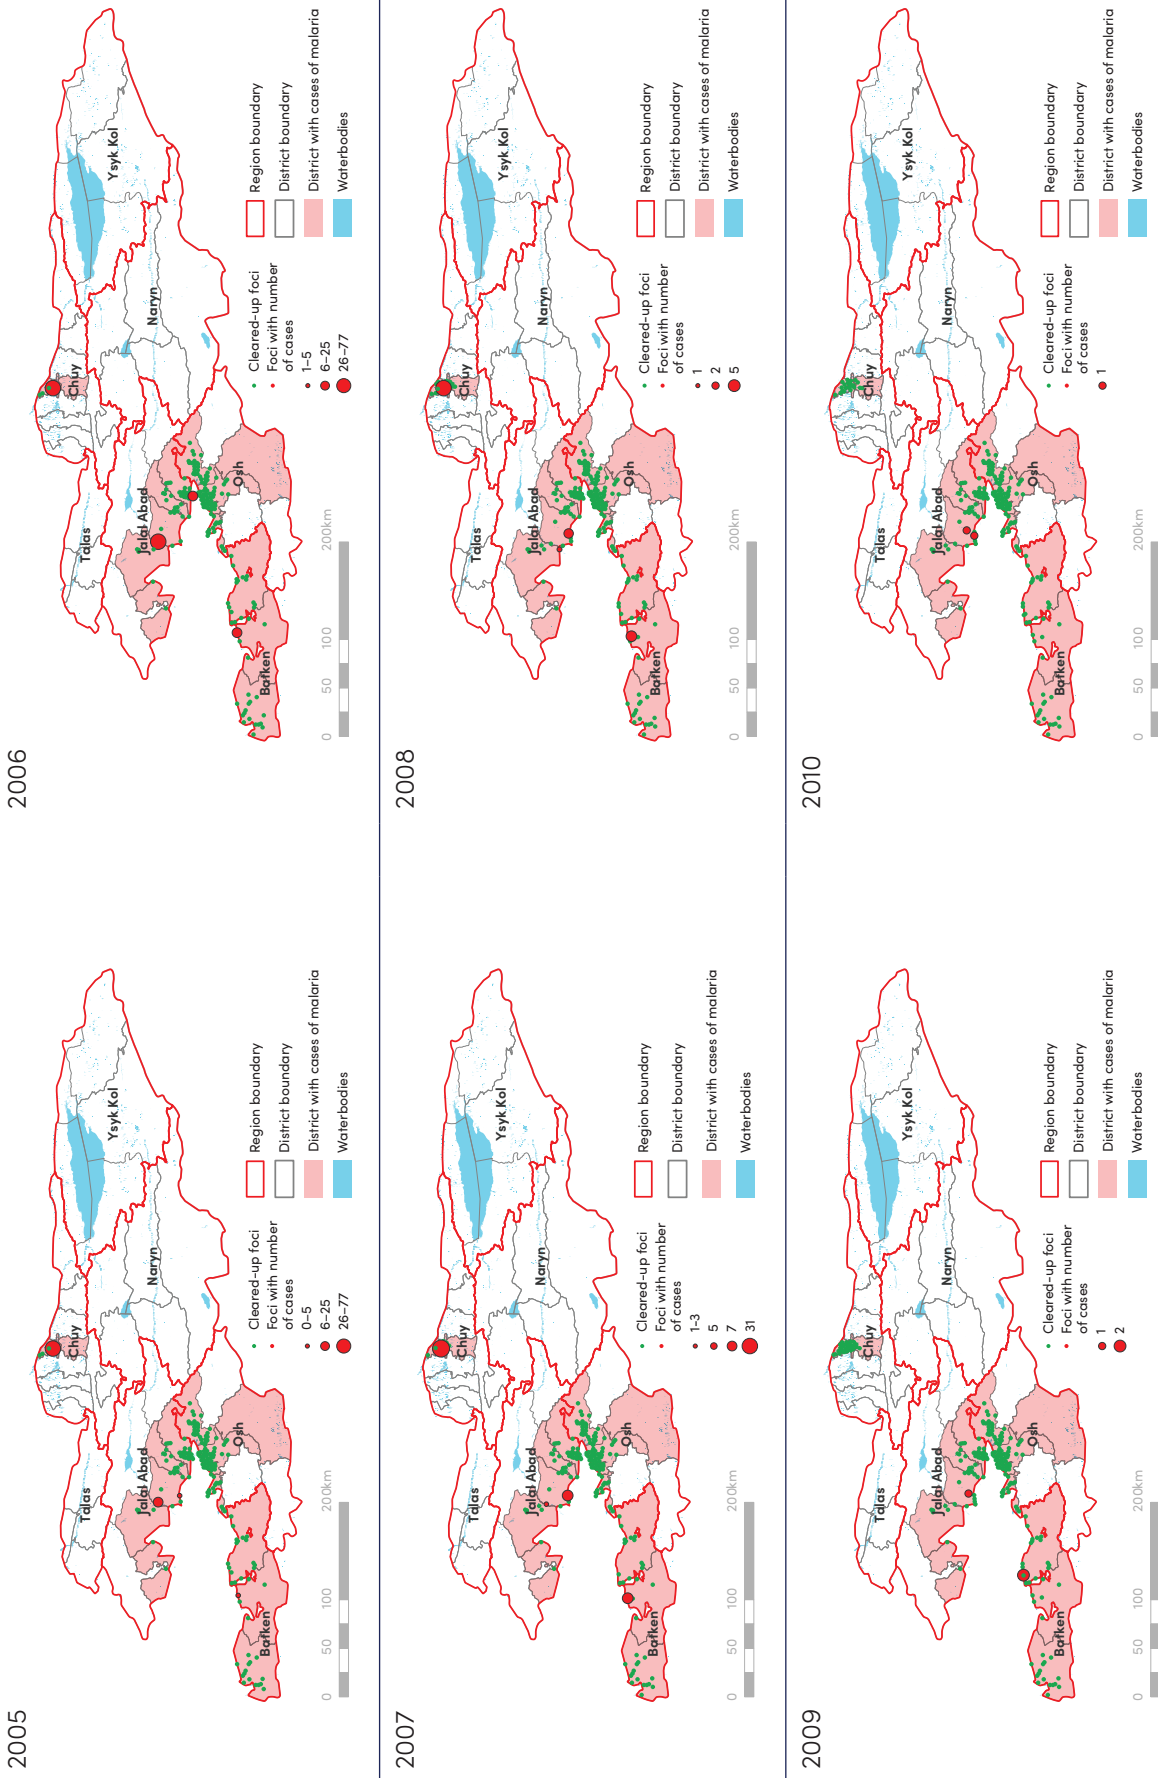 2005
Talas
Chuy
Ysyk Kol
Jalal Abad
Naryn
Osh
Batken
Cleared-up foci
Foci with number
of cases
0–5
6–25
26–77
Region boundary
District boundary
District with cases of malaria
Waterbodies
0 50 100 200km
2006
Talas
Chuy
Ysyk Kol
Jalal Abad
Naryn
Osh
Batken
Cleared-up foci
Foci with number
of cases
1–5
6–25
26–77
Region boundary
District boundary
District with cases of malaria
Waterbodies
0 50 100 200km
2007
Talas
Chuy
Ysyk Kol
Jalal Abad
Naryn
Osh
Batken
Cleared-up foci
Foci with number
of cases
1–3
5
7
31
Region boundary
District boundary
District with cases of malaria
Waterbodies
0 50 100 200km
2008
Talas
Chuy
Ysyk Kol
Jalal Abad
Naryn
Osh
Batken
Cleared-up foci
Foci with number
of cases
1
2
5
Region boundary
District boundary
District with cases of malaria
Waterbodies
0 50 100 200km
2009
Talas
Chuy
Ysyk Kol
Jalal Abad
Naryn
Osh
Batken
Cleared-up foci
Foci with number
of cases
1
2
Region boundary
District boundary
District with cases of malaria
Waterbodies
0 50 100 200km
2010
Talas
Chuy
Ysyk Kol
Jalal Abad
Naryn
Osh
Batken
Cleared-up foci
Foci with number
of cases
1
Region boundary
District boundary
District with cases of malaria
Waterbodies
0 50 100 200km